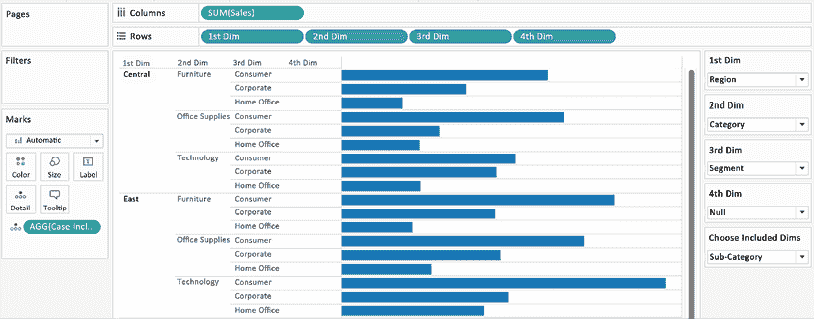 Pages
Columns
SUM(Sales)
Rows
1st Dim
2nd Dim
3rd Dim
4th Dim
Filters
Marks
Automatic
Color
Size
Label
Detail
Tooltip
AGG(Case Incl..
1st Dim 2nd Dim 3rd Dim 4th Dim
Central Furniture Consumer
Corporate
Home Office
Office Supplies Consumer
Corporate
Home Office
Technology Consumer
Corporate
Home Office
East Furniture Consumer
Corporate
Home Office
Office Supplies Consumer
Corporate
Home Office
Technology Consumer
Corporate
Home Office
1st Dim
Region
2nd Dim
Category
3rd Dim
Segment
4th Dim
Null
Choose Included Dims
Sub-Category